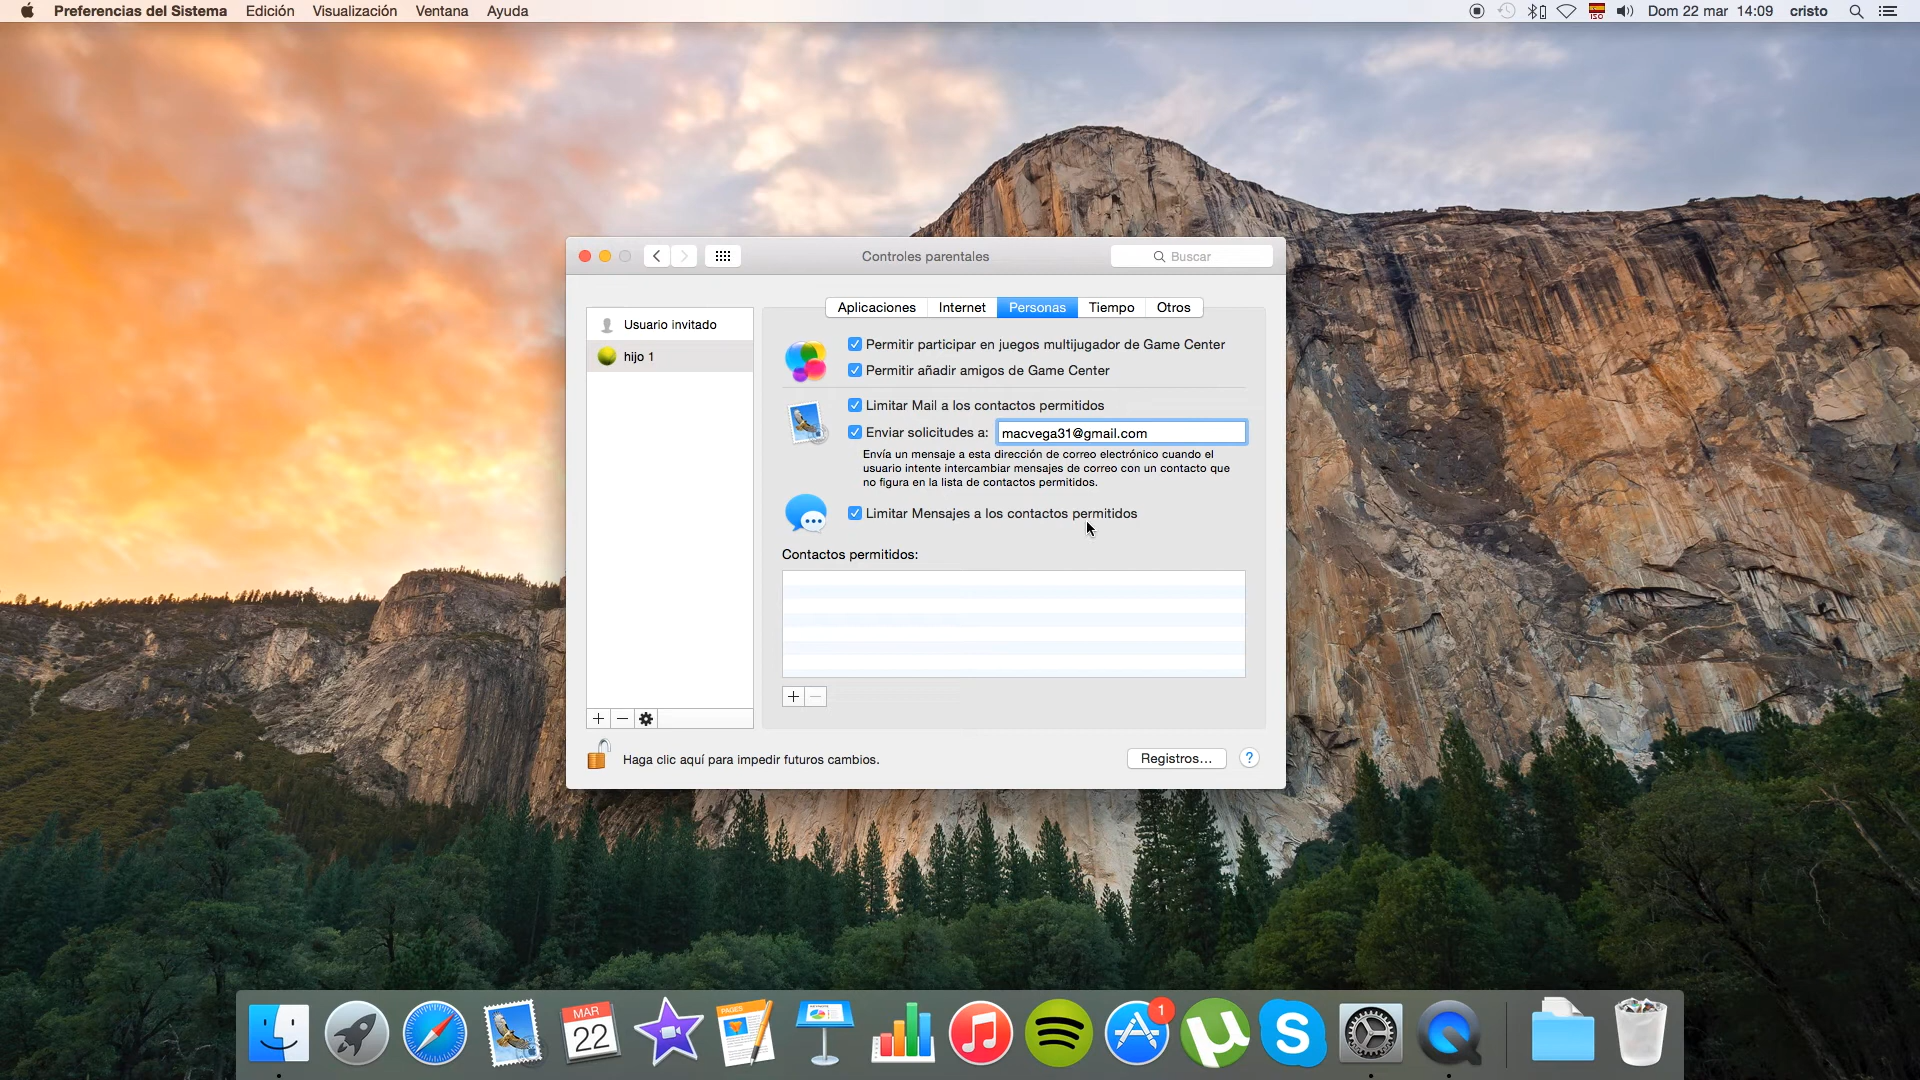 Preferencias del Sistema Edición Visualización Ventana Ayuda
ISO Dom 22 mar 14:09 cristo
Controles parentales
Buscar
Aplicaciones Internet Personas Tiempo Otros
Usuario invitado
hijo 1
Permitir participar en juegos multijugador de Game Center
Permitir añadir amigos de Game Center
Limitar Mail a los contactos permitidos
Enviar solicitudes a: macvega31@gmail.com
Envía un mensaje a esta dirección de correo electrónico cuando el
usuario intente intercambiar mensajes de correo con un contacto que
no figura en la lista de contactos permitidos.
Limitar Mensajes a los contactos permitidos
Contactos permitidos:
Haga clic aquí para impedir futuros cambios.
Registros...
?
MAR
22
PAGES
1
µ
S